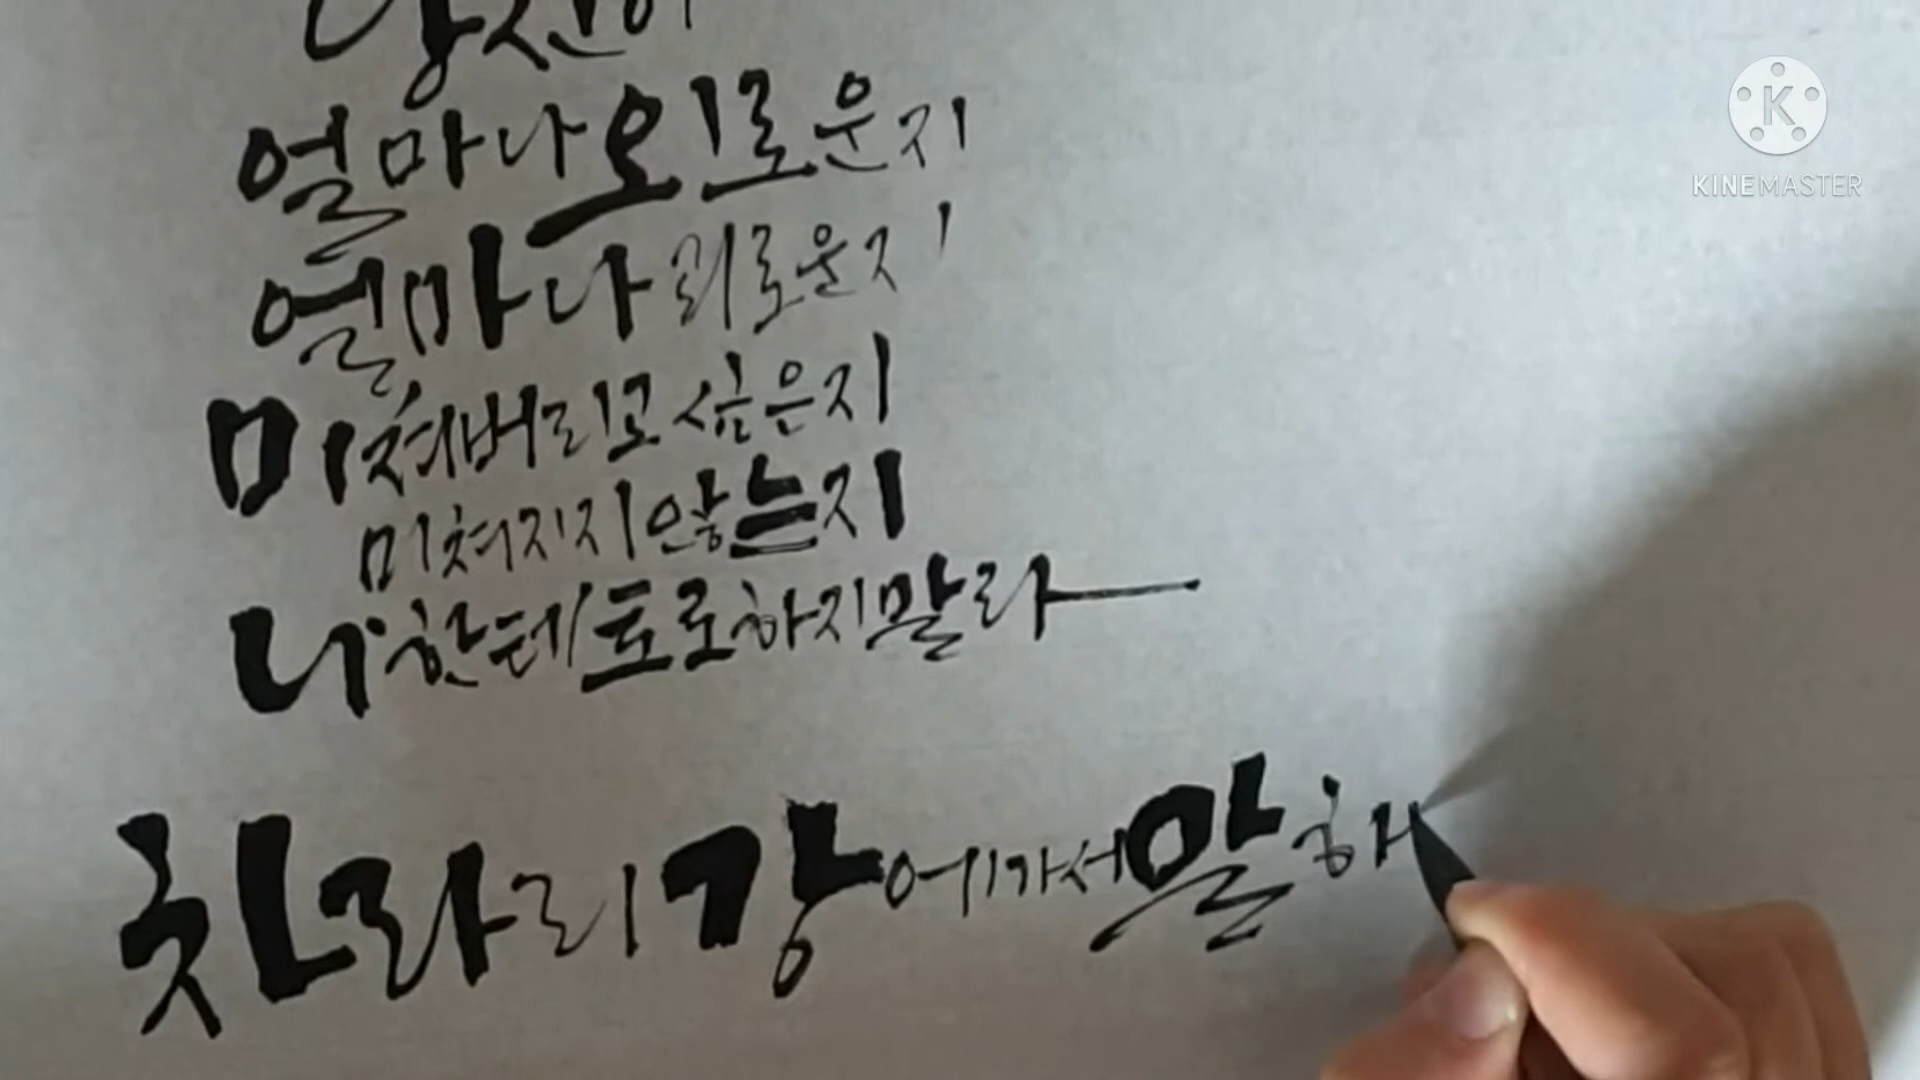 당신이
얼마나 외로운지
얼마나 괴로운지
미쳐버리고 싶은지
미쳐지지 않는지
나한테 토로하지 말라
차라리 강에 가서 말해
KINEMASTER